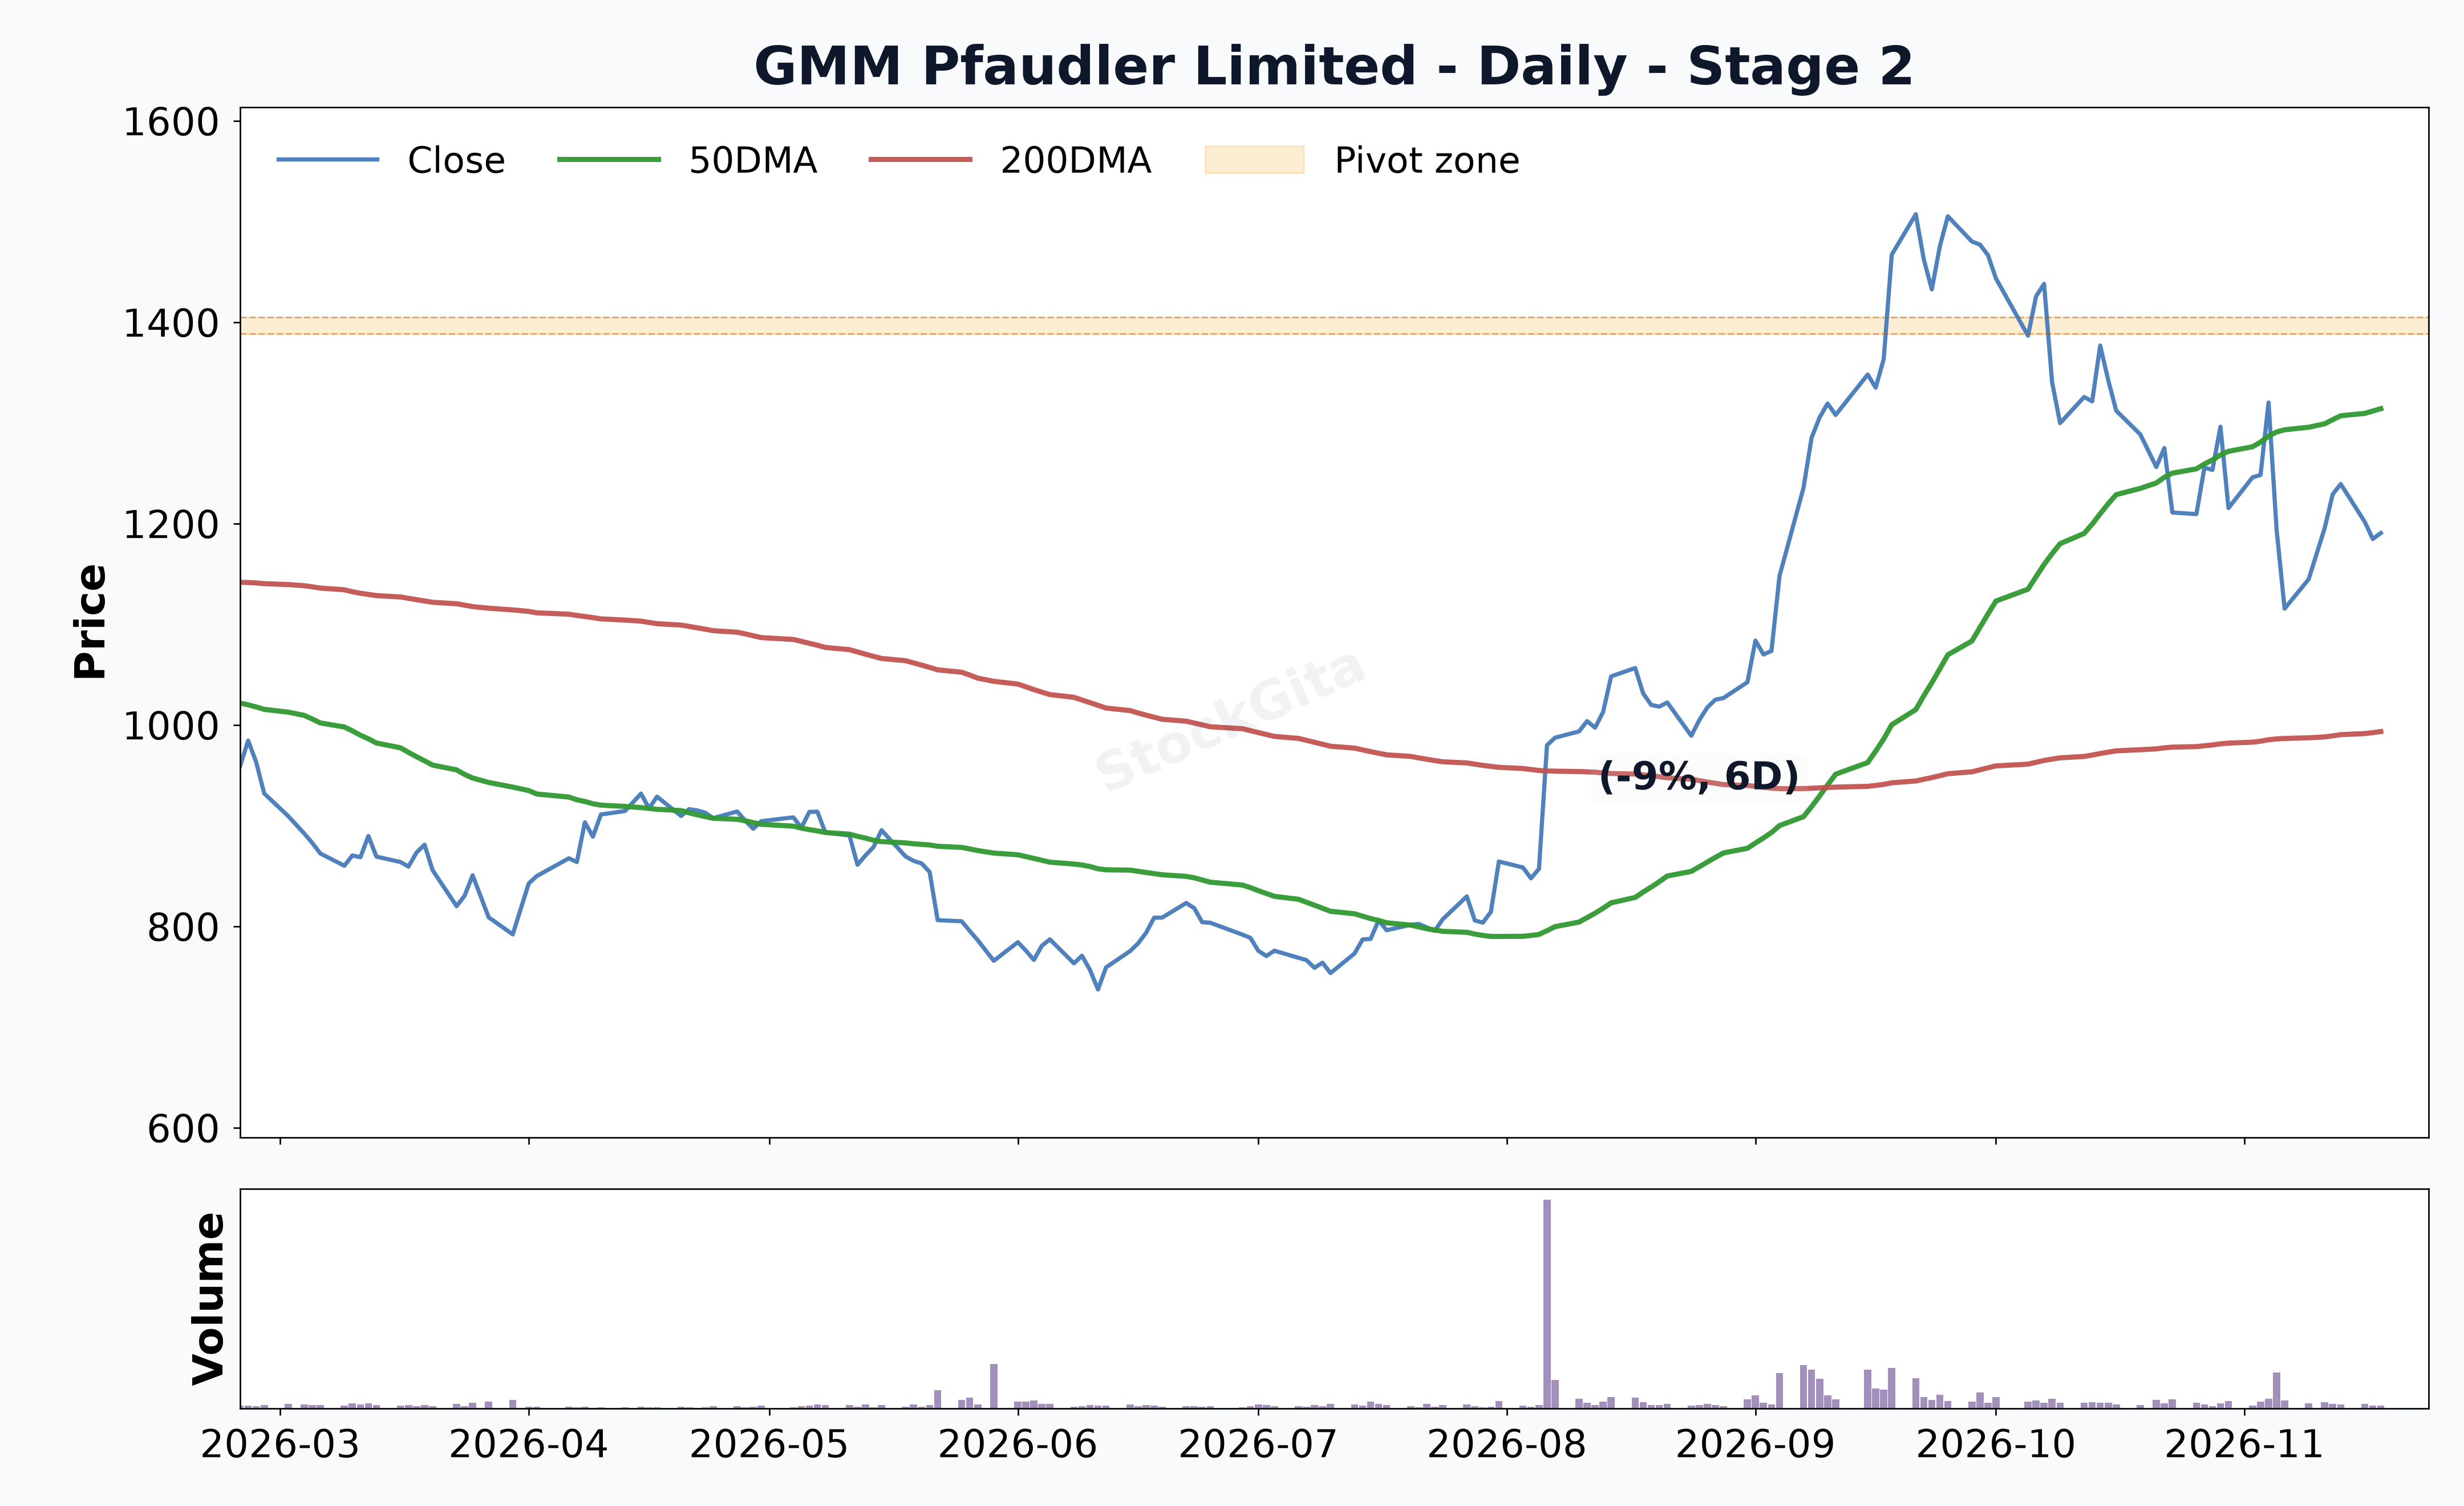 GMM Pfaudler Limited - Daily - Stage 2
Close 50DMA 200DMA Pivot zone
1600
1400
1200
1000
800
600
Price
StockGita
(-9%, 6D)
Volume
2026-03 2026-04 2026-05 2026-06 2026-07 2026-08 2026-09 2026-10 2026-11